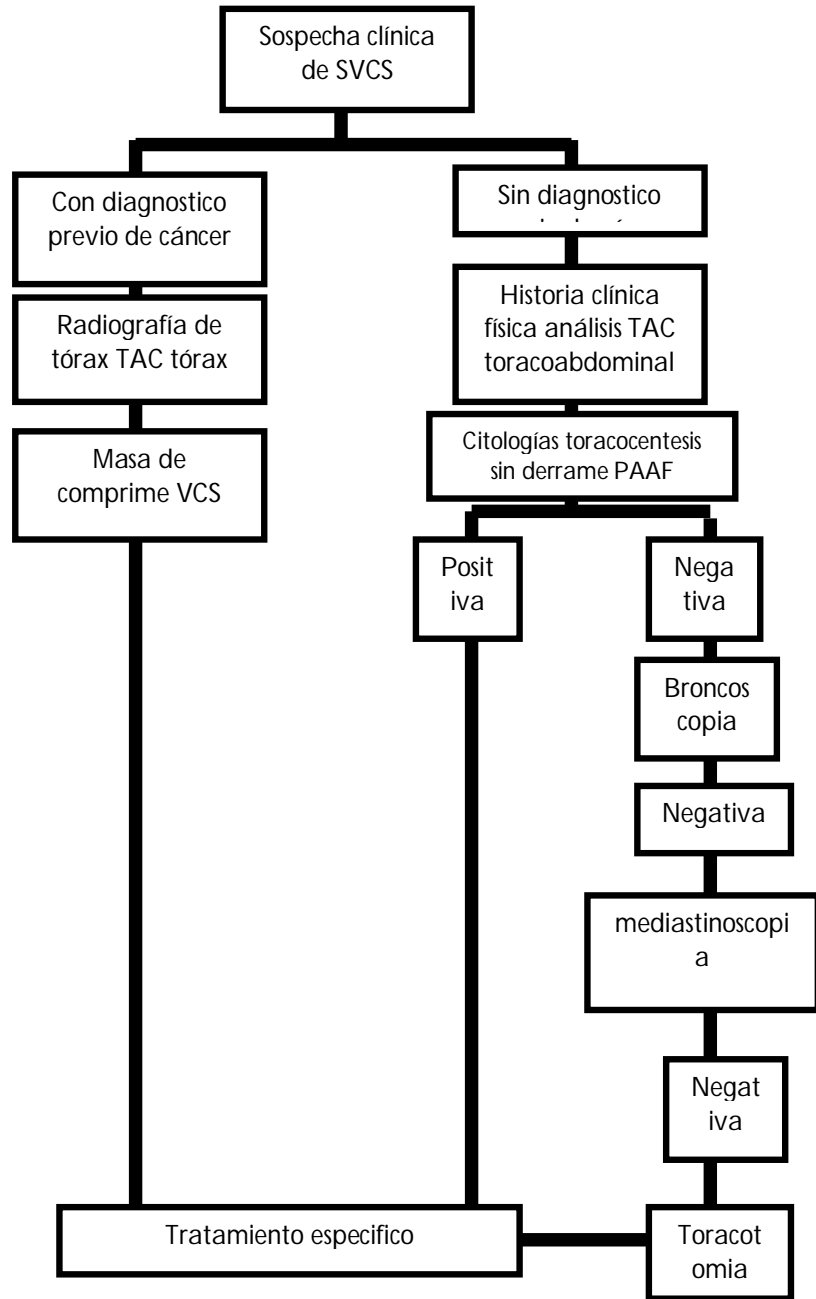 Sospecha clínica
de SVCS
Con diagnostico
previo de cáncer
Sin diagnostico
Radiografía de
tórax TAC tórax
Historia clínica
física análisis TAC
toracoabdominal
Masa de
comprime VCS
Citologías toracocentesis
sin derrame PAAF
Posit
iva
Nega
tiva
Broncos
copia
Negativa
mediastinoscopi
a
Negat
iva
Tratamiento especifico
Toracot
omia